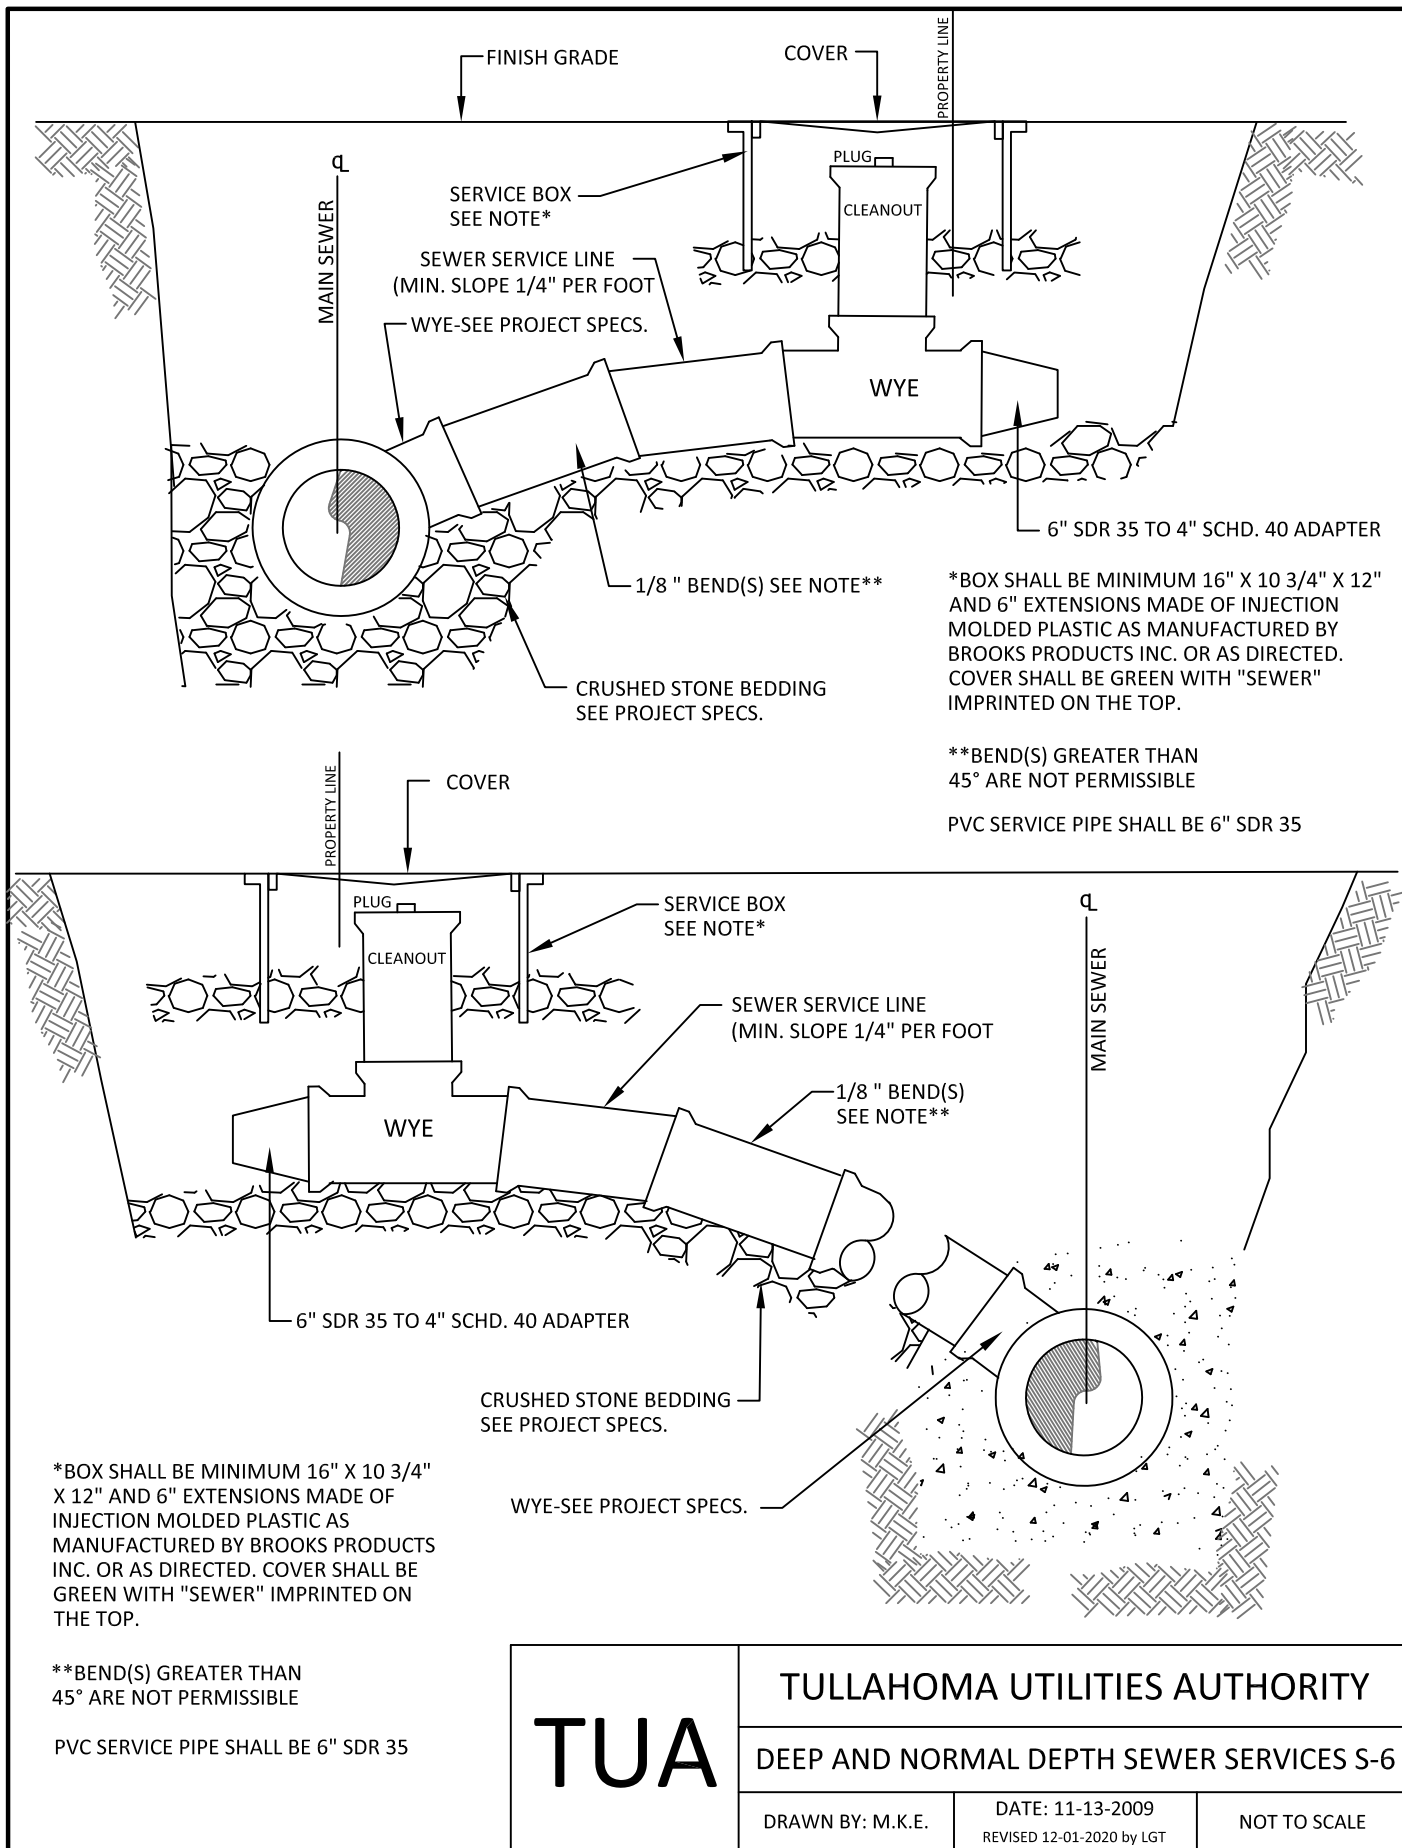 FINISH GRADE
COVER
PROPERTY LINE
℄
MAIN SEWER
PLUG
CLEANOUT
SERVICE BOX
SEE NOTE*
SEWER SERVICE LINE
(MIN. SLOPE 1/4" PER FOOT
WYE-SEE PROJECT SPECS.
WYE
6" SDR 35 TO 4" SCHD. 40 ADAPTER
1/8 " BEND(S) SEE NOTE**
CRUSHED STONE BEDDING
SEE PROJECT SPECS.
*BOX SHALL BE MINIMUM 16" X 10 3/4" X 12"
AND 6" EXTENSIONS MADE OF INJECTION
MOLDED PLASTIC AS MANUFACTURED BY
BROOKS PRODUCTS INC. OR AS DIRECTED.
COVER SHALL BE GREEN WITH "SEWER"
IMPRINTED ON THE TOP.
**BEND(S) GREATER THAN
45° ARE NOT PERMISSIBLE
PVC SERVICE PIPE SHALL BE 6" SDR 35
PROPERTY LINE
COVER
PLUG
CLEANOUT
SERVICE BOX
SEE NOTE*
℄
MAIN SEWER
SEWER SERVICE LINE
(MIN. SLOPE 1/4" PER FOOT
1/8 " BEND(S)
SEE NOTE**
WYE
6" SDR 35 TO 4" SCHD. 40 ADAPTER
CRUSHED STONE BEDDING
SEE PROJECT SPECS.
WYE-SEE PROJECT SPECS.
*BOX SHALL BE MINIMUM 16" X 10 3/4"
X 12" AND 6" EXTENSIONS MADE OF
INJECTION MOLDED PLASTIC AS
MANUFACTURED BY BROOKS PRODUCTS
INC. OR AS DIRECTED. COVER SHALL BE
GREEN WITH "SEWER" IMPRINTED ON
THE TOP.
**BEND(S) GREATER THAN
45° ARE NOT PERMISSIBLE
PVC SERVICE PIPE SHALL BE 6" SDR 35
TUA
TULLAHOMA UTILITIES AUTHORITY
DEEP AND NORMAL DEPTH SEWER SERVICES S-6
DRAWN BY: M.K.E.
DATE: 11-13-2009
REVISED 12-01-2020 by LGT
NOT TO SCALE